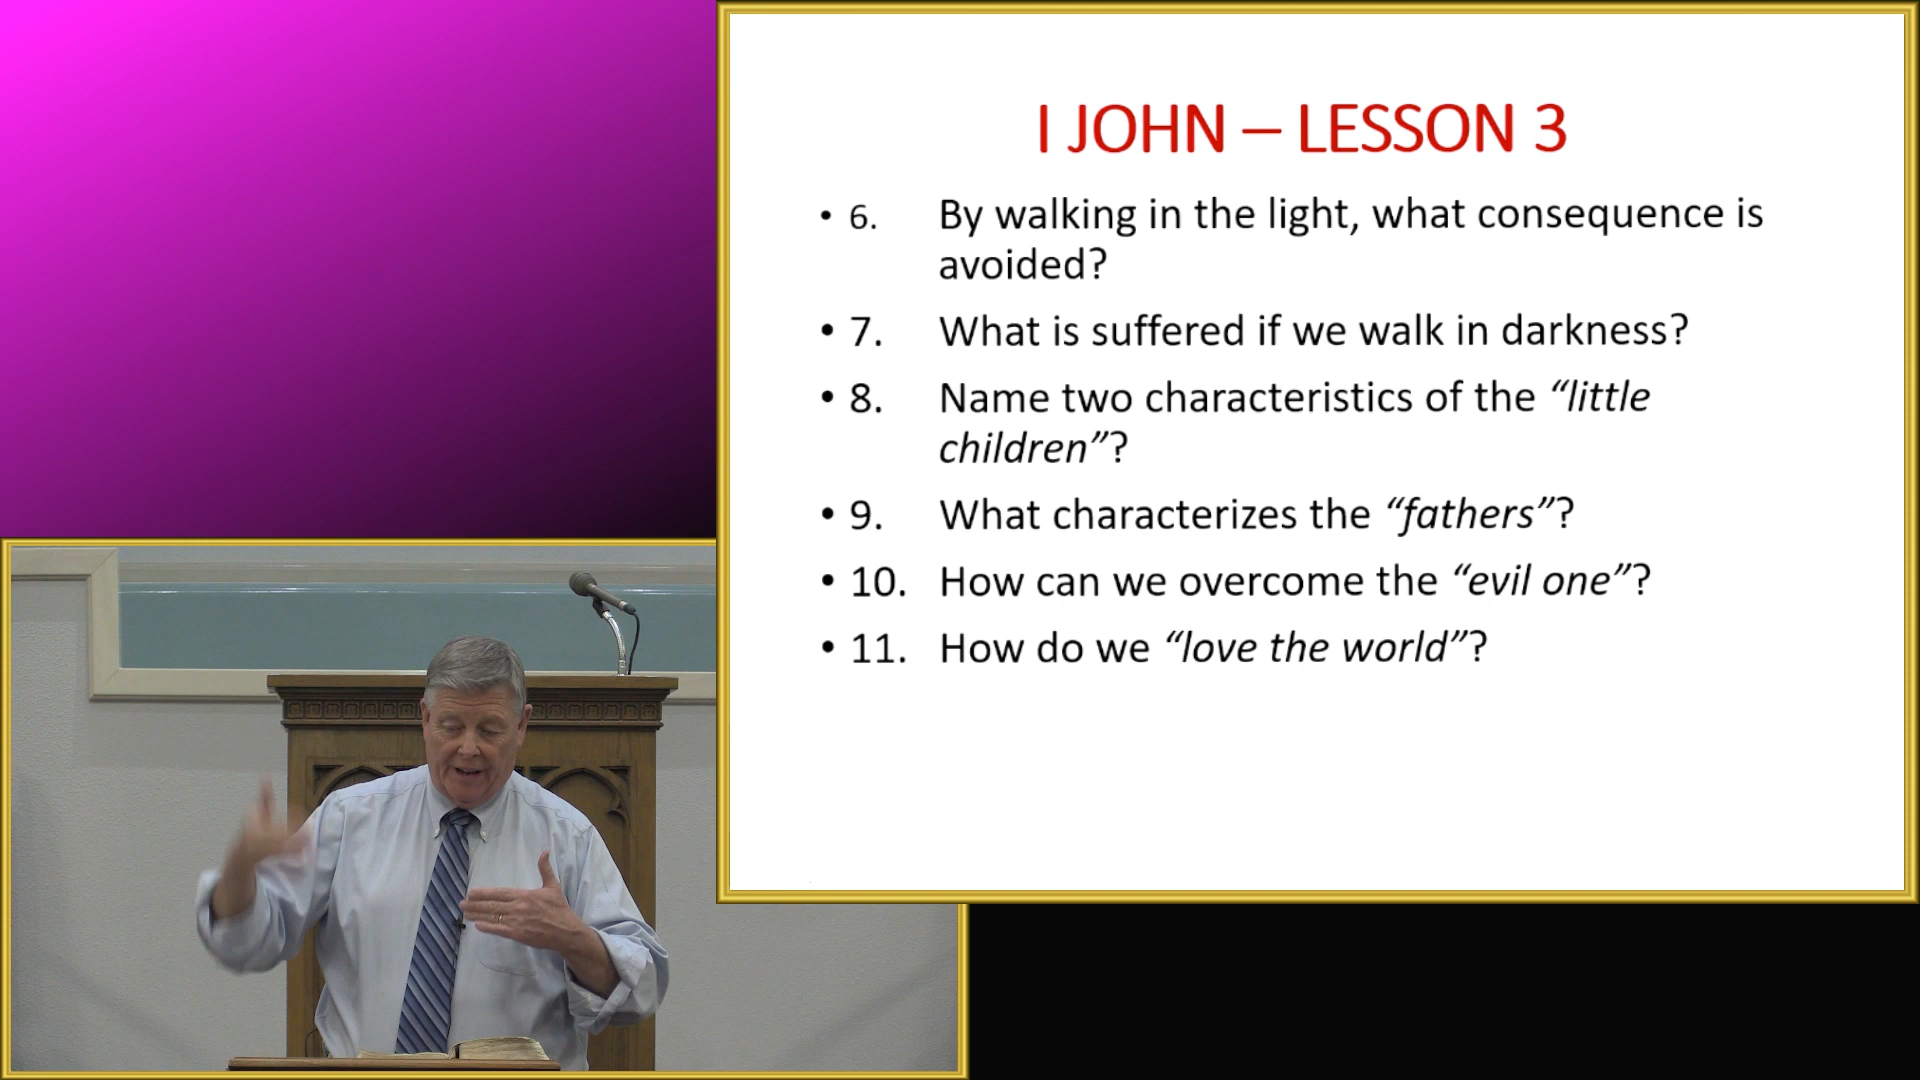 I JOHN – LESSON 3
• 6. By walking in the light, what consequence is
avoided?
• 7. What is suffered if we walk in darkness?
• 8. Name two characteristics of the “little
children”?
• 9. What characterizes the “fathers”?
• 10. How can we overcome the “evil one”?
• 11. How do we “love the world”?